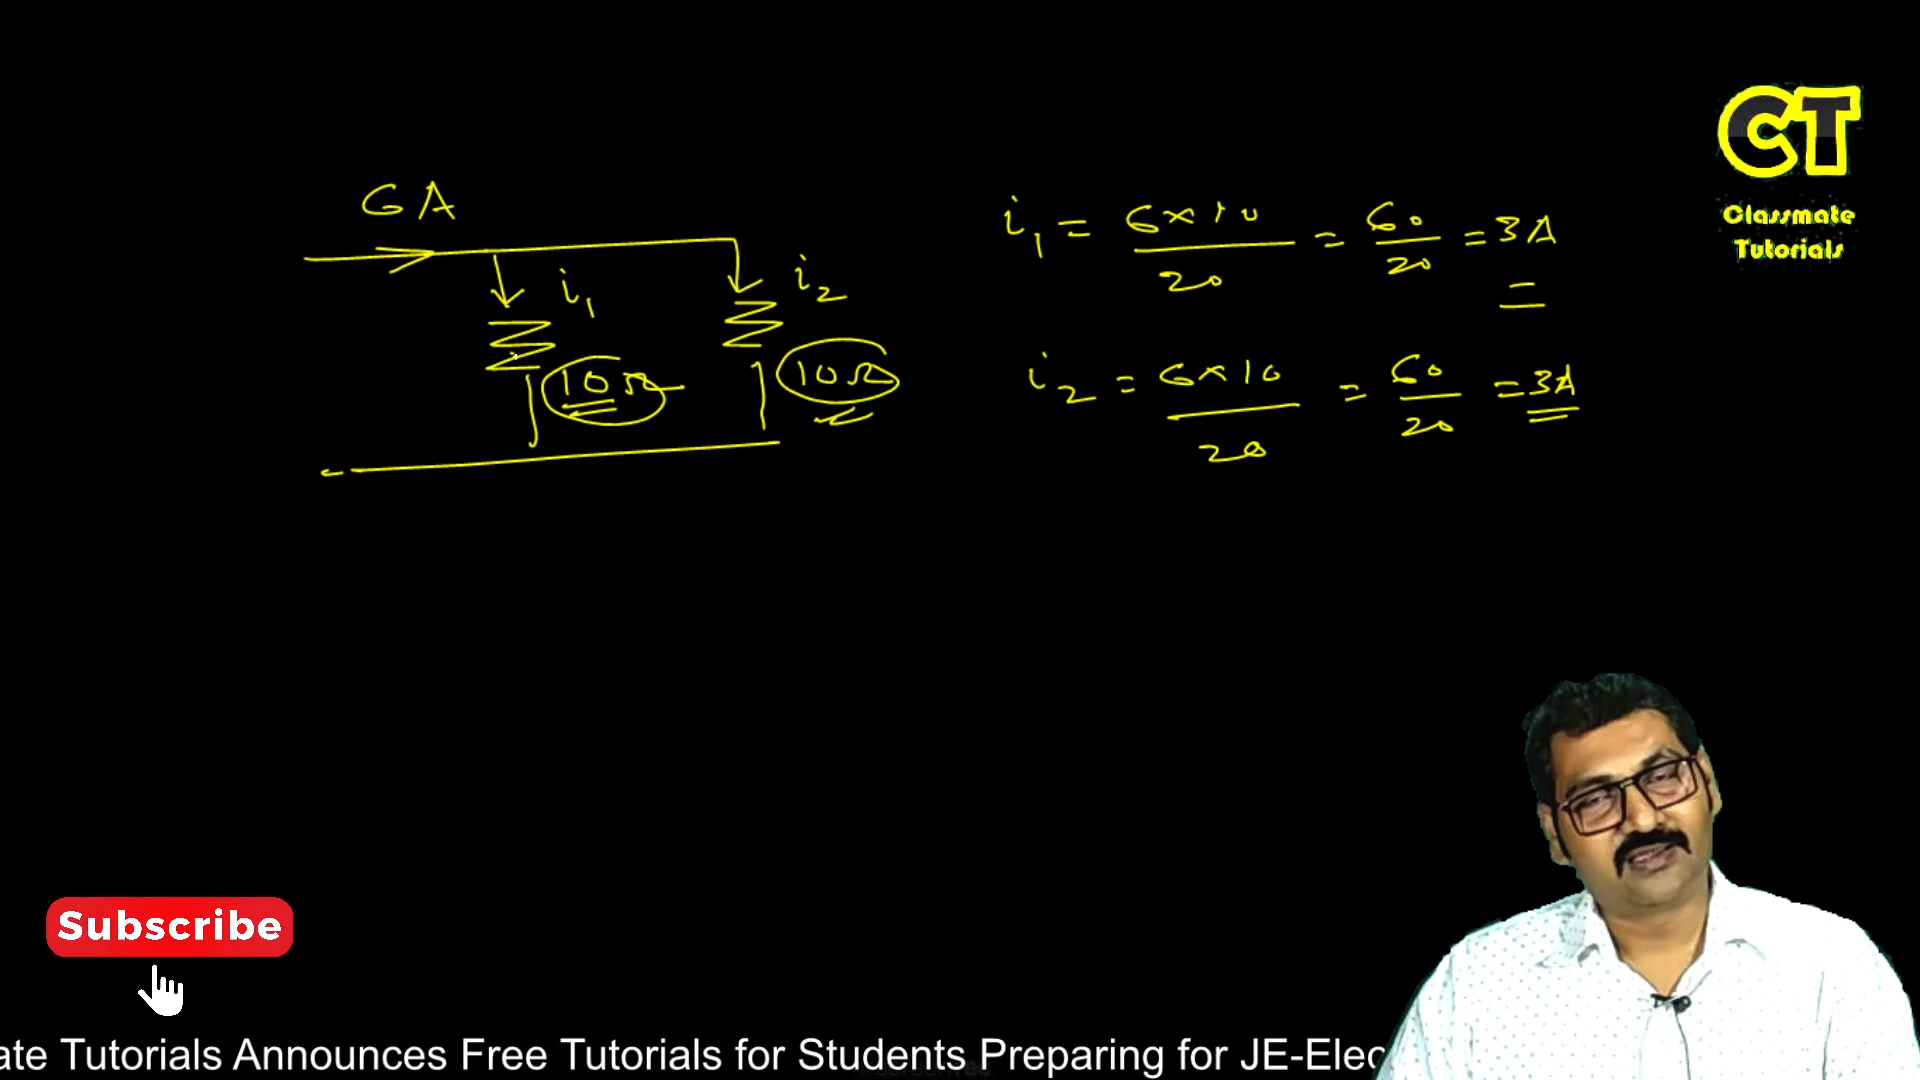 6A
i1
i2
10Ω
10Ω
i1 = 6×10/20 = 60/20 = 3A
i2 = 6×10/20 = 60/20 = 3A
CT
Classmate
Tutorials
Subscribe
ate Tutorials Announces Free Tutorials for Students Preparing for JE-Elec